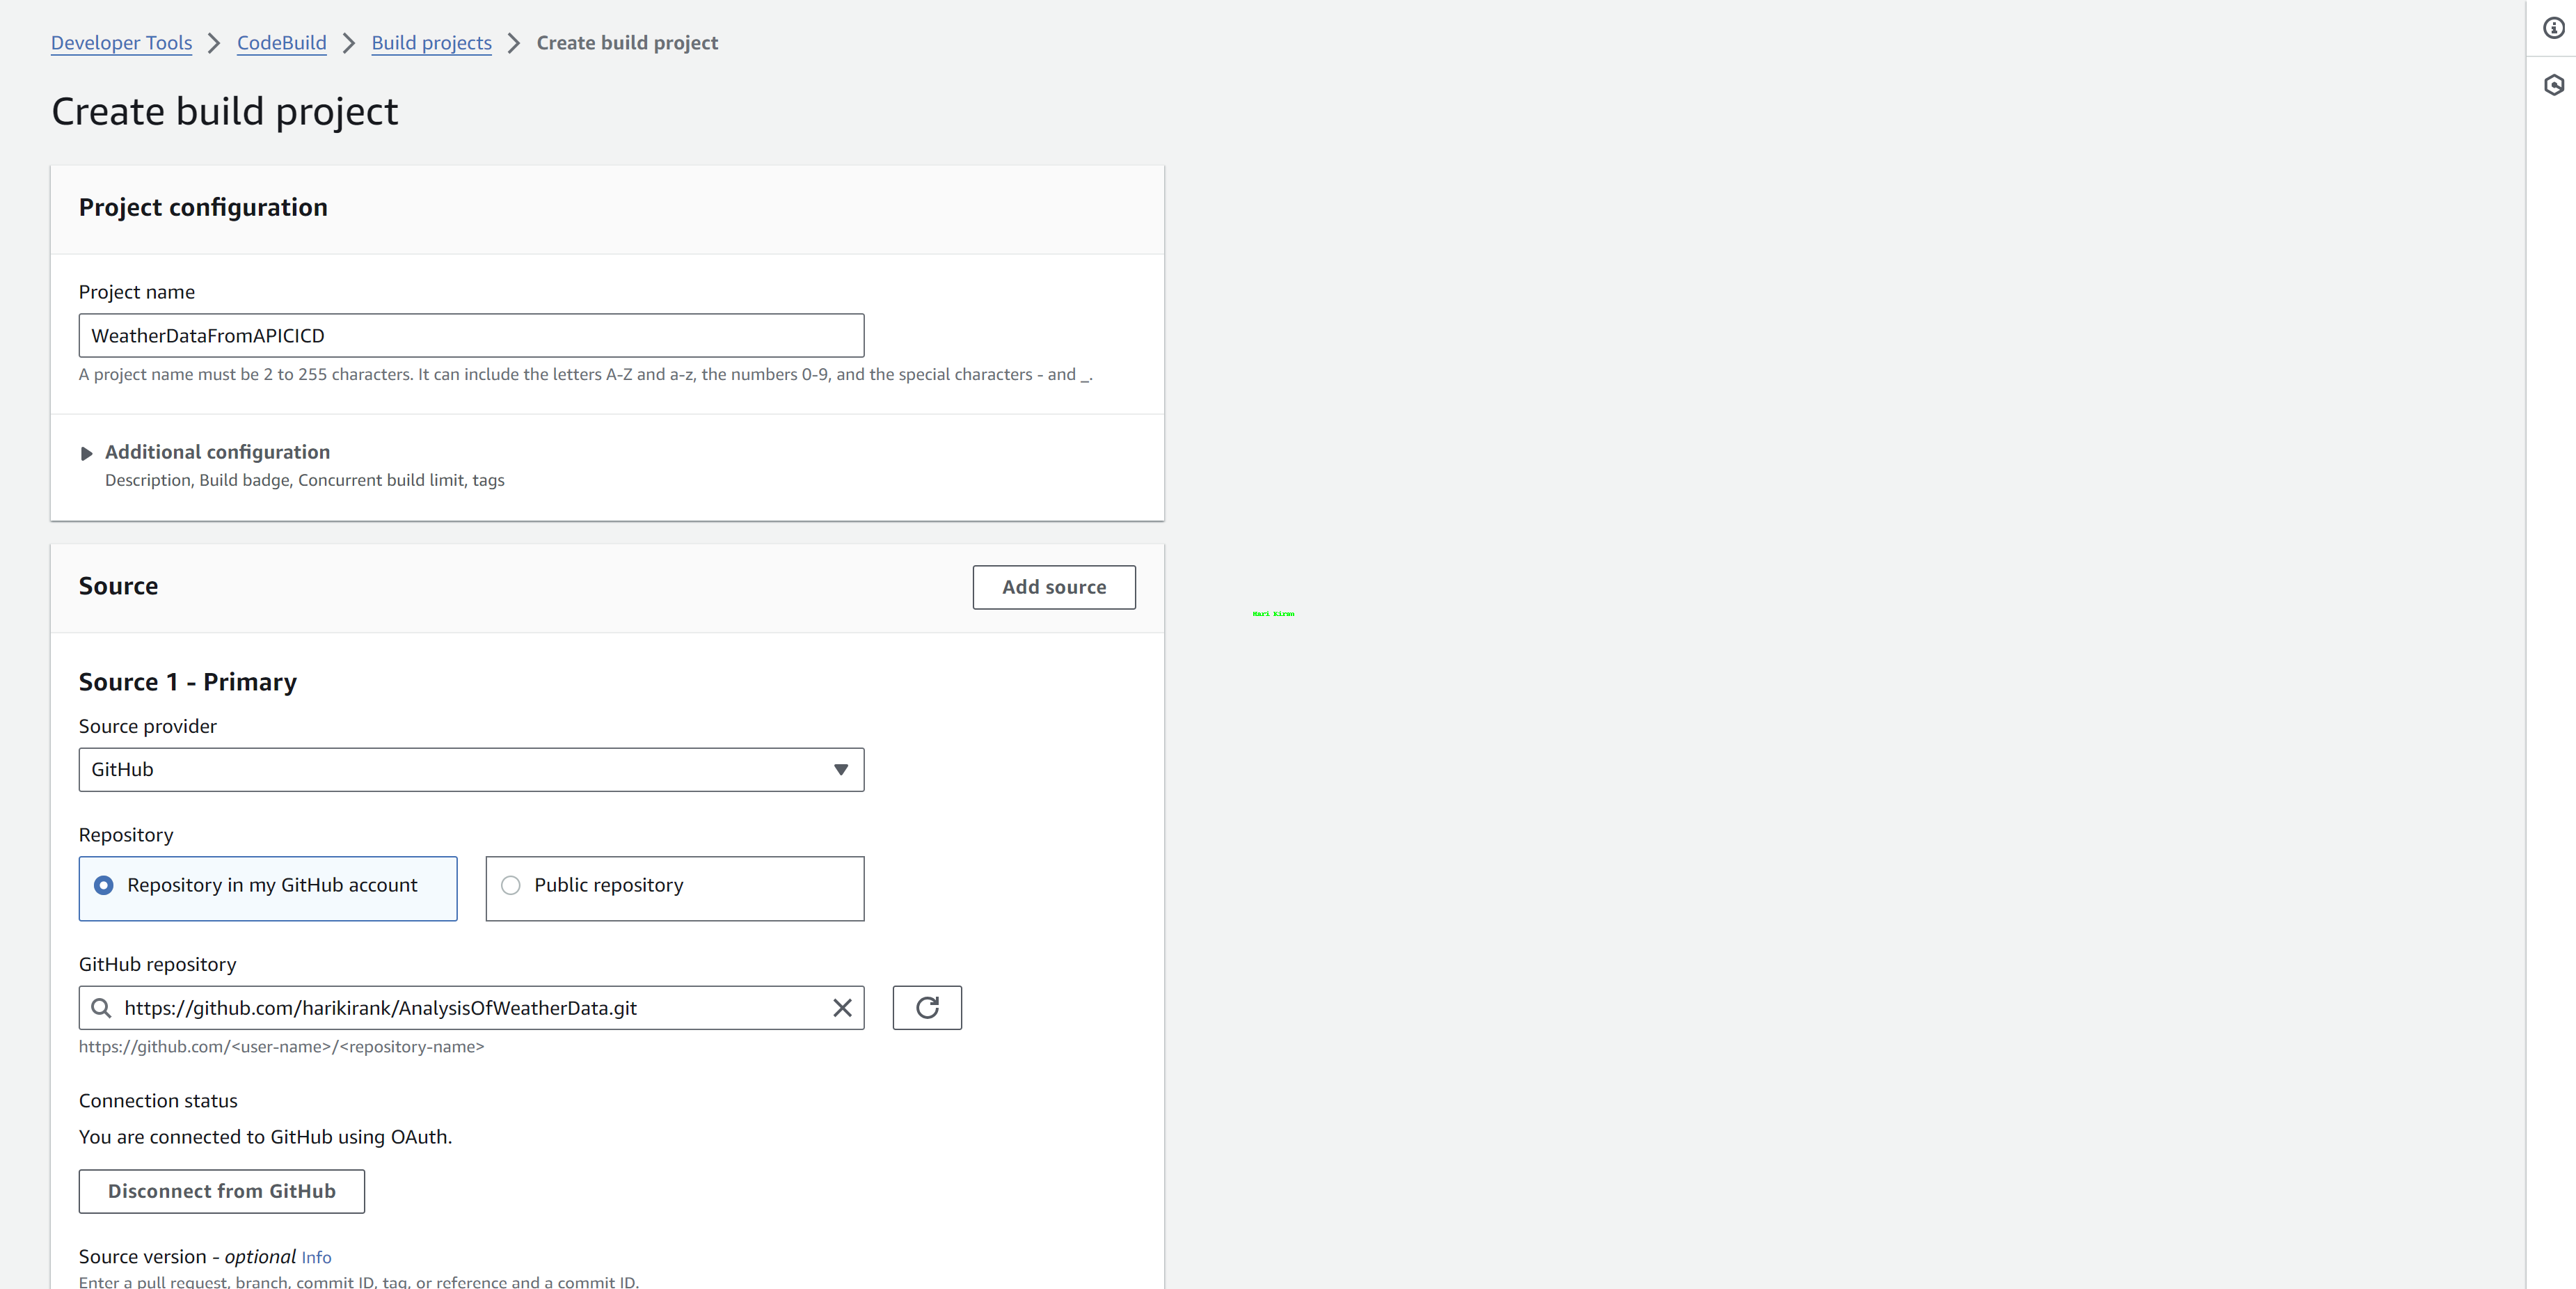 Developer Tools > CodeBuild > Build projects > Create build project
Create build project
Project configuration
Project name
WeatherDataFromAPICICD
A project name must be 2 to 255 characters. It can include the letters A-Z and a-z, the numbers 0-9, and the special characters - and _.
Additional configuration
Description, Build badge, Concurrent build limit, tags
Source
Add source
Hari Kiran
Source 1 - Primary
Source provider
GitHub
Repository
Repository in my GitHub account
Public repository
GitHub repository
https://github.com/harikirank/AnalysisOfWeatherData.git
https://github.com/<user-name>/<repository-name>
Connection status
You are connected to GitHub using OAuth.
Disconnect from GitHub
Source version - optional Info
Enter a pull request, branch, commit ID, tag, or reference and a commit ID.